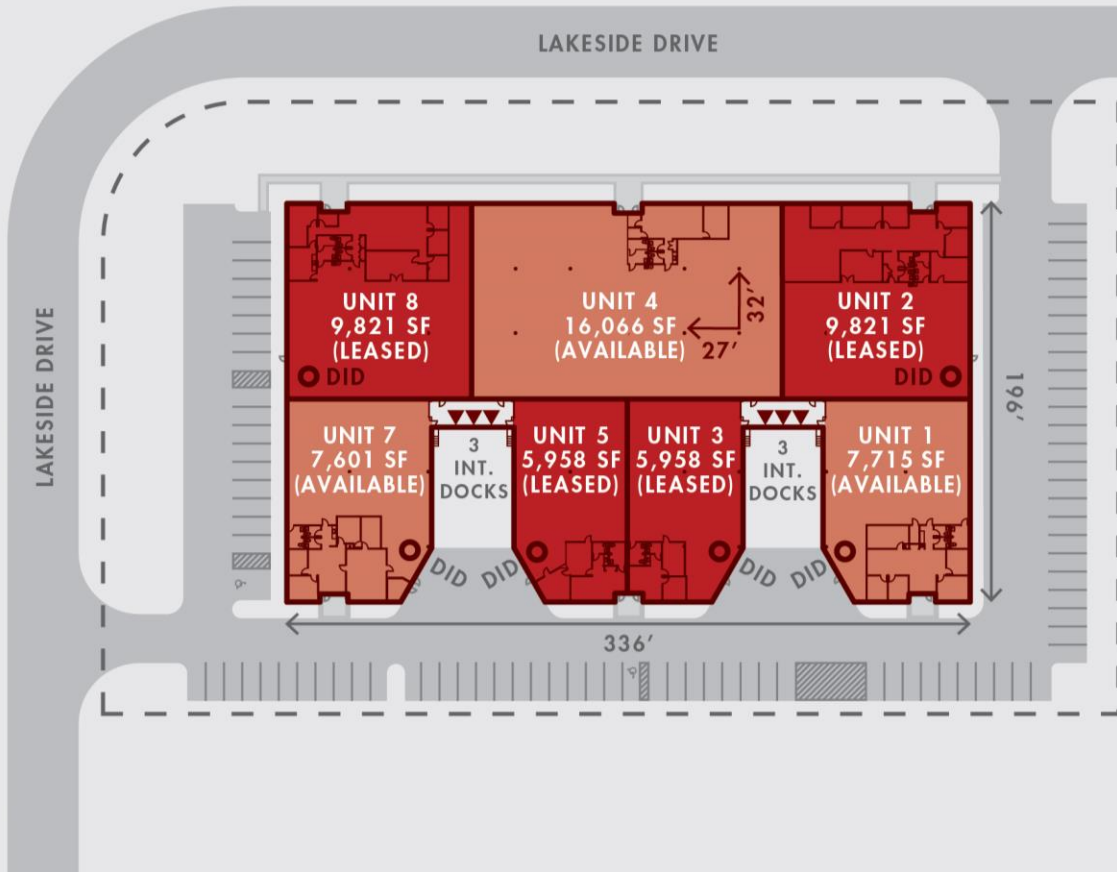 LAKESIDE DRIVE
LAKESIDE DRIVE
UNIT 8
9,821 SF
(LEASED)
DID
UNIT 4
16,066 SF
(AVAILABLE)
32'
27'
UNIT 2
9,821 SF
(LEASED)
DID
196'
UNIT 7
7,601 SF
(AVAILABLE)
3
INT.
DOCKS
UNIT 5
5,958 SF
(LEASED)
UNIT 3
5,958 SF
(LEASED)
3
INT.
DOCKS
UNIT 1
7,715 SF
(AVAILABLE)
DID
DID
DID
DID
336'